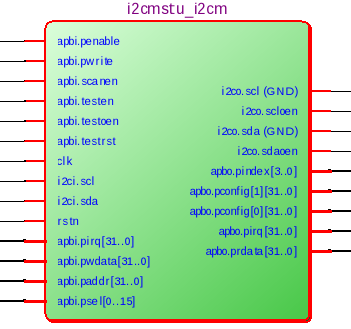 i2cmstu_i2cm
apbi.penable
apbi.pwrite
apbi.scanen
apbi.testen
apbi.testoen
apbi.testrst
clk
i2ci.scl
i2ci.sda
rstn
apbi.pirq[31..0]
apbi.pwdata[31..0]
apbi.paddr[31..0]
apbi.psel[0..15]
i2co.scl (GND)
i2co.scloen
i2co.sda (GND)
i2co.sdaoen
apbo.pindex[3..0]
apbo.pconfig[1][31..0]
apbo.pconfig[0][31..0]
apbo.pirq[31..0]
apbo.prdata[31..0]